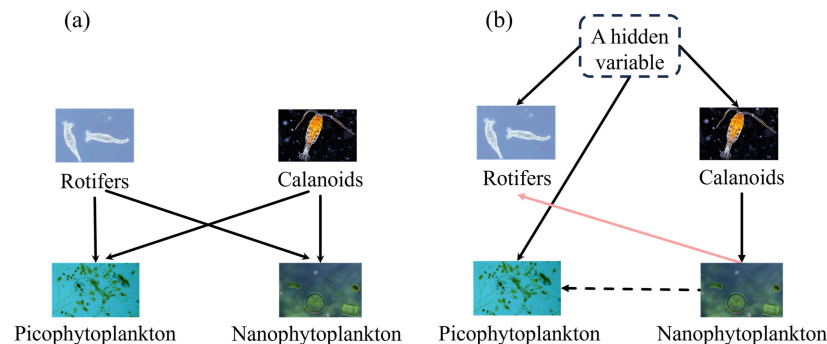 (a)
Rotifers
Calanoids
Picophytoplankton
Nanophytoplankton
(b)
A hidden
variable
Rotifers
Calanoids
Picophytoplankton
Nanophytoplankton